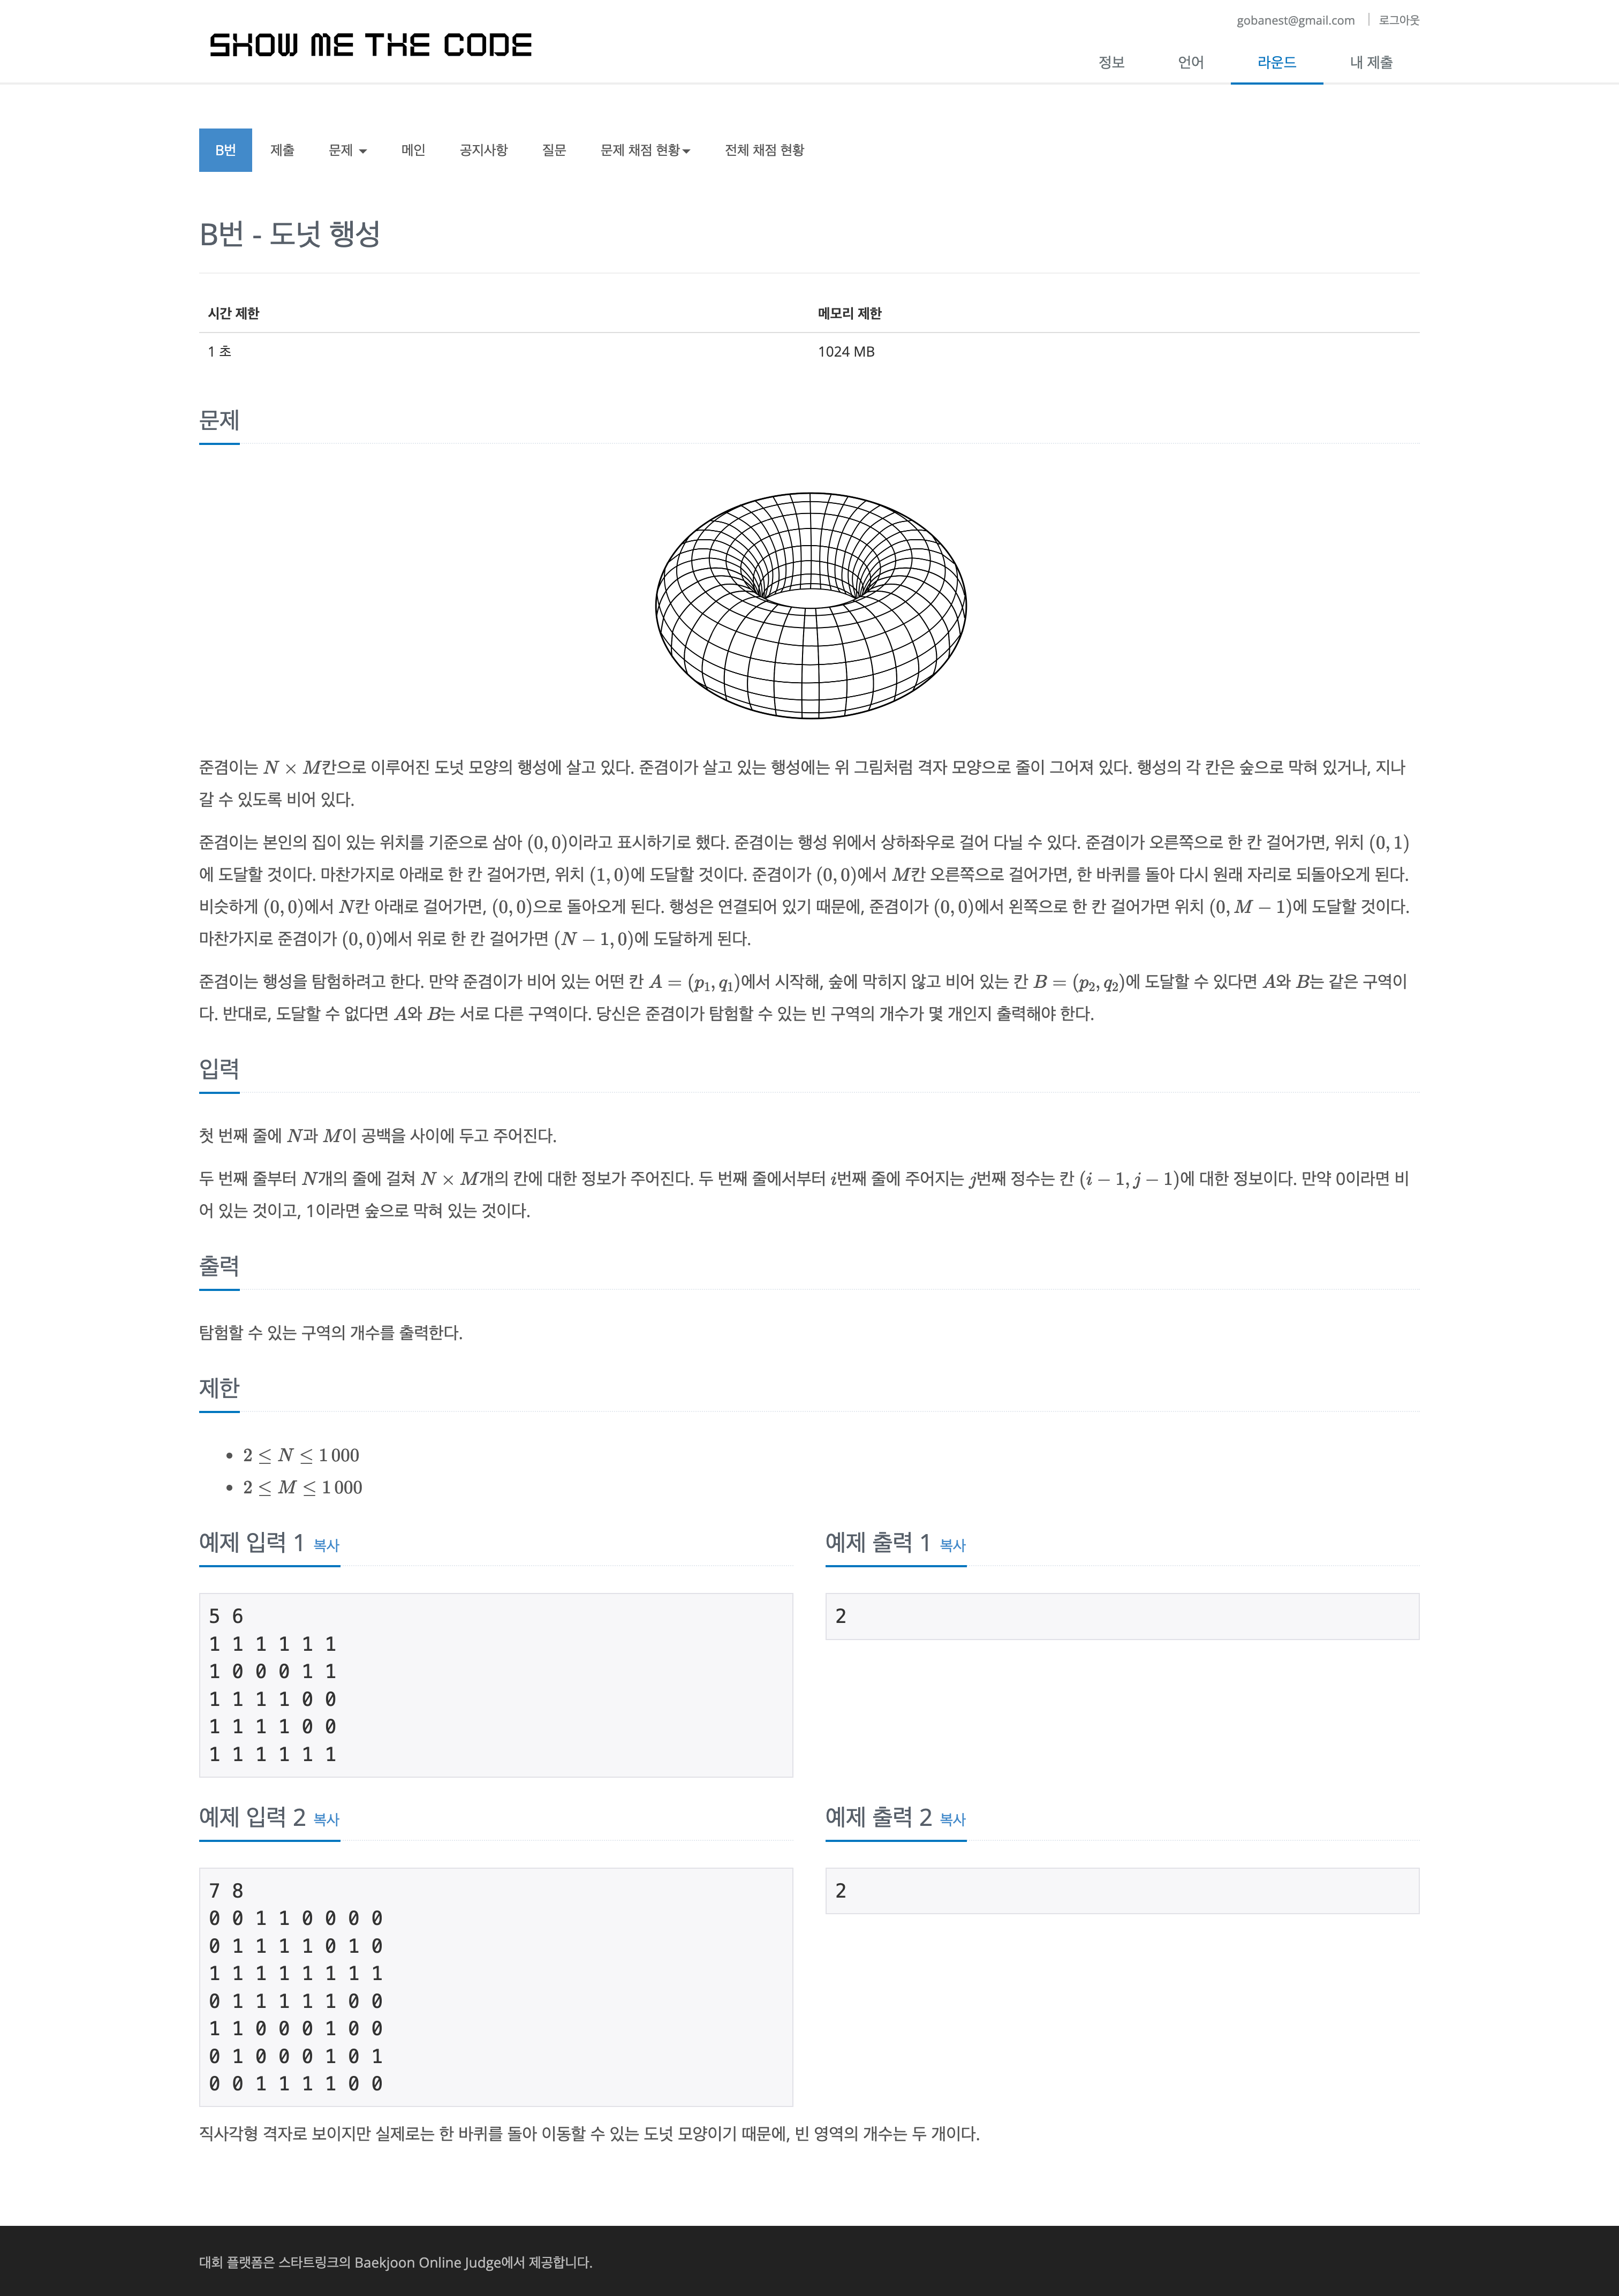 gobanest@gmail.com 로그아웃
SHOW ME THE CODE
정보 언어 라운드 내 제출
B번 제출 문제 메인 공지사항 질문 문제 채점 현황 전체 채점 현황
B번 - 도넛 행성
시간 제한 메모리 제한
1 초 1024 MB
문제
준겸이는 N × M칸으로 이루어진 도넛 모양의 행성에 살고 있다. 준겸이가 살고 있는 행성에는 위 그림처럼 격자 모양으로 줄이 그어져 있다. 행성의 각 칸은 숲으로 막혀 있거나, 지나
갈 수 있도록 비어 있다.
준겸이는 본인의 집이 있는 위치를 기준으로 삼아 (0, 0)이라고 표시하기로 했다. 준겸이는 행성 위에서 상하좌우로 걸어 다닐 수 있다. 준겸이가 오른쪽으로 한 칸 걸어가면, 위치 (0, 1)
에 도달할 것이다. 마찬가지로 아래로 한 칸 걸어가면, 위치 (1, 0)에 도달할 것이다. 준겸이가 (0, 0)에서 M칸 오른쪽으로 걸어가면, 한 바퀴를 돌아 다시 원래 자리로 되돌아오게 된다.
비슷하게 (0, 0)에서 N칸 아래로 걸어가면, (0, 0)으로 돌아오게 된다. 행성은 연결되어 있기 때문에, 준겸이가 (0, 0)에서 왼쪽으로 한 칸 걸어가면 위치 (0, M − 1)에 도달할 것이다.
마찬가지로 준겸이가 (0, 0)에서 위로 한 칸 걸어가면 (N − 1, 0)에 도달하게 된다.
준겸이는 행성을 탐험하려고 한다. 만약 준겸이가 비어 있는 어떤 칸 A = (p₁, q₁)에서 시작해, 숲에 막히지 않고 비어 있는 칸 B = (p₂, q₂)에 도달할 수 있다면 A와 B는 같은 구역이
다. 반대로, 도달할 수 없다면 A와 B는 서로 다른 구역이다. 당신은 준겸이가 탐험할 수 있는 빈 구역의 개수가 몇 개인지 출력해야 한다.
입력
첫 번째 줄에 N과 M이 공백을 사이에 두고 주어진다.
두 번째 줄부터 N개의 줄에 걸쳐 N × M개의 칸에 대한 정보가 주어진다. 두 번째 줄에서부터 i번째 줄에 주어지는 j번째 정수는 칸 (i − 1, j − 1)에 대한 정보이다. 만약 0이라면 비
어 있는 것이고, 1이라면 숲으로 막혀 있는 것이다.
출력
탐험할 수 있는 구역의 개수를 출력한다.
제한
• 2 ≤ N ≤ 1 000
• 2 ≤ M ≤ 1 000
예제 입력 1 복사
5 6
1 1 1 1 1 1
1 0 0 0 1 1
1 1 1 1 0 0
1 1 1 1 0 0
1 1 1 1 1 1
예제 출력 1 복사
2
예제 입력 2 복사
7 8
0 0 1 1 0 0 0 0
0 1 1 1 1 0 1 0
1 1 1 1 1 1 1 1
0 1 1 1 1 1 0 0
1 1 0 0 0 1 0 0
0 1 0 0 0 1 0 1
0 0 1 1 1 1 0 0
예제 출력 2 복사
2
직사각형 격자로 보이지만 실제로는 한 바퀴를 돌아 이동할 수 있는 도넛 모양이기 때문에, 빈 영역의 개수는 두 개이다.
대회 플랫폼은 스타트링크의 Baekjoon Online Judge에서 제공합니다.